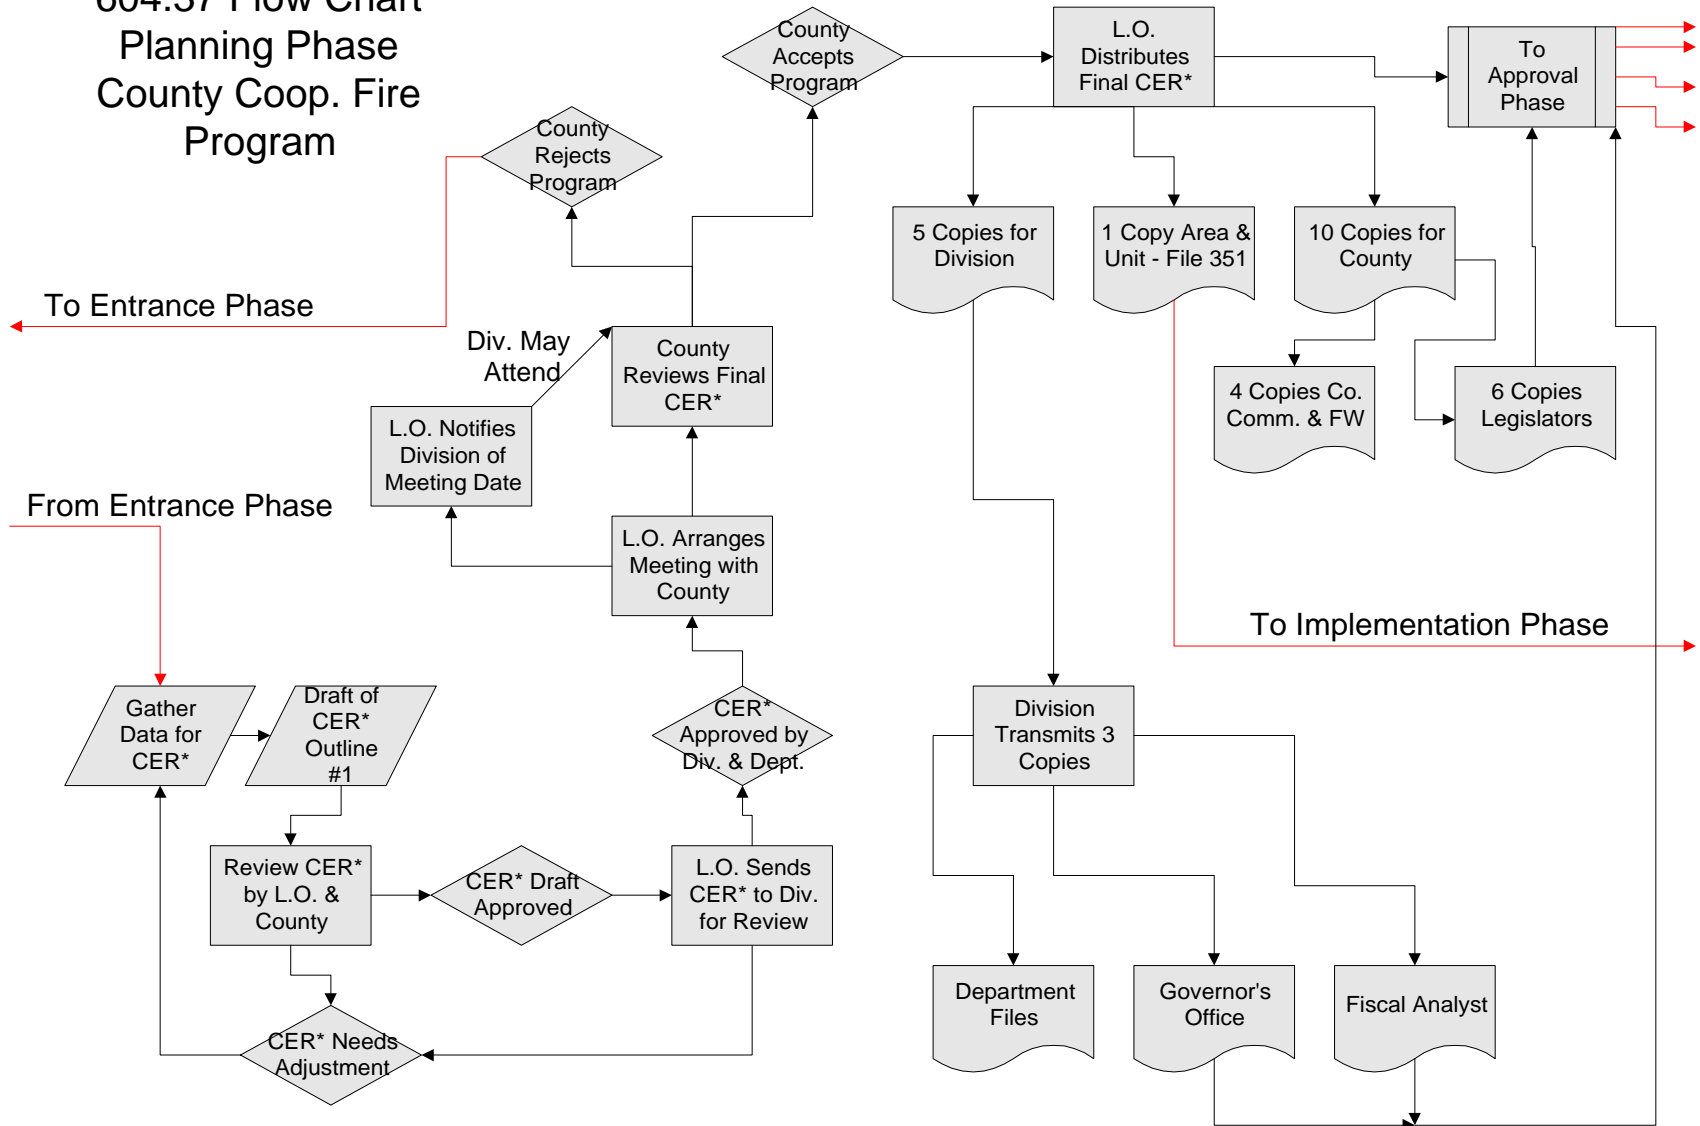 604.37 Flow Chart
Planning Phase
County Coop. Fire
Program
County
Accepts
Program
L.O.
Distributes
Final CER*
To
Approval
Phase
County
Rejects
Program
5 Copies for
Division
1 Copy Area &
Unit - File 351
10 Copies for
County
To Entrance Phase
Div. May
Attend
County
Reviews Final
CER*
4 Copies Co.
Comm. & FW
6 Copies
Legislators
L.O. Notifies
Division of
Meeting Date
From Entrance Phase
L.O. Arranges
Meeting with
County
To Implementation Phase
Gather
Data for
CER*
Draft of
CER*
Outline
#1
CER*
Approved by
Div. & Dept.
Division
Transmits 3
Copies
Review CER*
by L.O. &
County
CER* Draft
Approved
L.O. Sends
CER* to Div.
for Review
Department
Files
Governor's
Office
Fiscal Analyst
CER* Needs
Adjustment